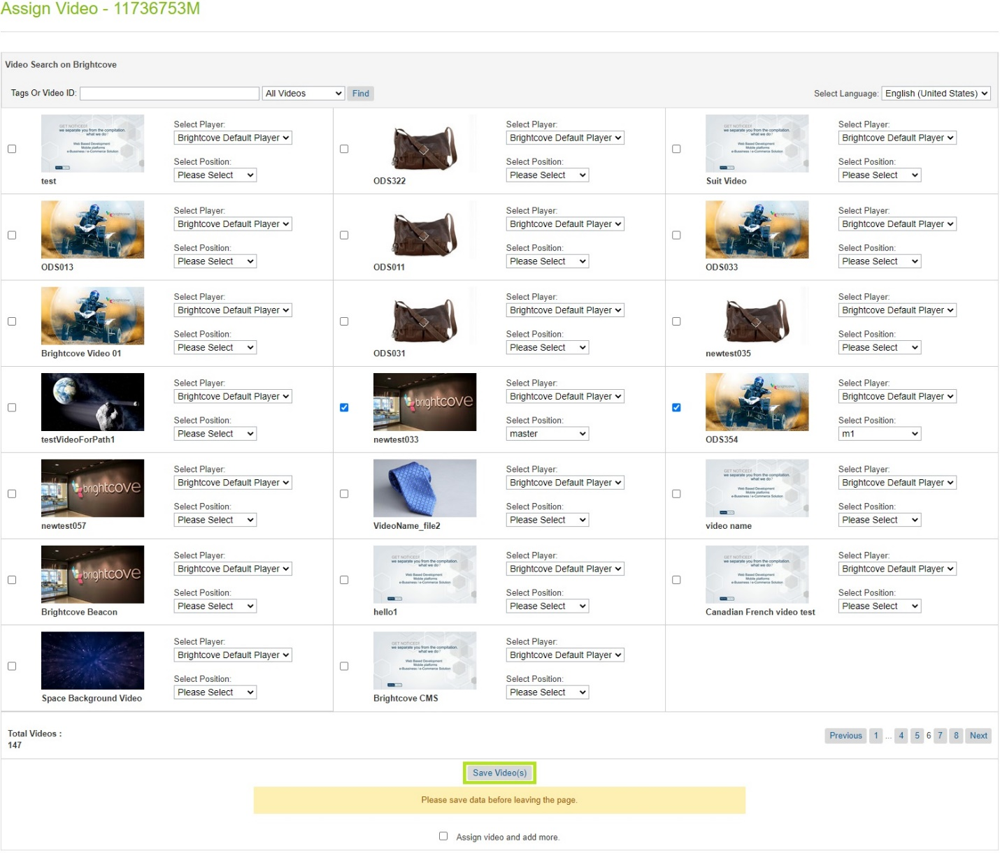 Assign Video - 11736753M
Video Search on Brightcove
Tags Or Video ID: All Videos Find Select Language: English (United States)
GET NOTICED!
we separate you from the compitation.
what we do?
Web Based Development
Mobile platforms
e-Bussiness / e-Commerce Solution
test
Select Player:
Brightcove Default Player
Select Position:
Please Select
ODS322
Select Player:
Brightcove Default Player
Select Position:
Please Select
GET NOTICED!
we separate you from the compitation.
what we do?
Web Based Development
Mobile platforms
e-Bussiness / e-Commerce Solution
Suit Video
Select Player:
Brightcove Default Player
Select Position:
Please Select
brightcove
ODS013
Select Player:
Brightcove Default Player
Select Position:
Please Select
ODS011
Select Player:
Brightcove Default Player
Select Position:
Please Select
brightcove
ODS033
Select Player:
Brightcove Default Player
Select Position:
Please Select
brightcove
Brightcove Video 01
Select Player:
Brightcove Default Player
Select Position:
Please Select
ODS031
Select Player:
Brightcove Default Player
Select Position:
Please Select
newtest035
Select Player:
Brightcove Default Player
Select Position:
Please Select
testVideoForPath1
Select Player:
Brightcove Default Player
Select Position:
Please Select
brightcove
newtest033
Select Player:
Brightcove Default Player
Select Position:
master
brightcove
ODS354
Select Player:
Brightcove Default Player
Select Position:
m1
brightcove
newtest057
Select Player:
Brightcove Default Player
Select Position:
Please Select
VideoName_file2
Select Player:
Brightcove Default Player
Select Position:
Please Select
GET NOTICED!
we separate you from the compitation.
what we do?
Web Based Development
Mobile platforms
e-Bussiness / e-Commerce Solution
video name
Select Player:
Brightcove Default Player
Select Position:
Please Select
brightcove
Brightcove Beacon
Select Player:
Brightcove Default Player
Select Position:
Please Select
GET NOTICED!
we separate you from the compitation.
what we do?
Web Based Development
Mobile platforms
e-Bussiness / e-Commerce Solution
hello1
Select Player:
Brightcove Default Player
Select Position:
Please Select
GET NOTICED!
we separate you from the compitation.
what we do?
Web Based Development
Mobile platforms
e-Bussiness / e-Commerce Solution
Canadian French video test
Select Player:
Brightcove Default Player
Select Position:
Please Select
Space Background Video
Select Player:
Brightcove Default Player
Select Position:
Please Select
GET NOTICED!
we separate you from the compitation.
what we do?
Web Based Development
Mobile platforms
e-Bussiness / e-Commerce Solution
Brightcove CMS
Select Player:
Brightcove Default Player
Select Position:
Please Select
Total Videos :
147
Previous 1 ... 4 5 6 7 8 Next
Save Video(s)
Please save data before leaving the page.
Assign video and add more.